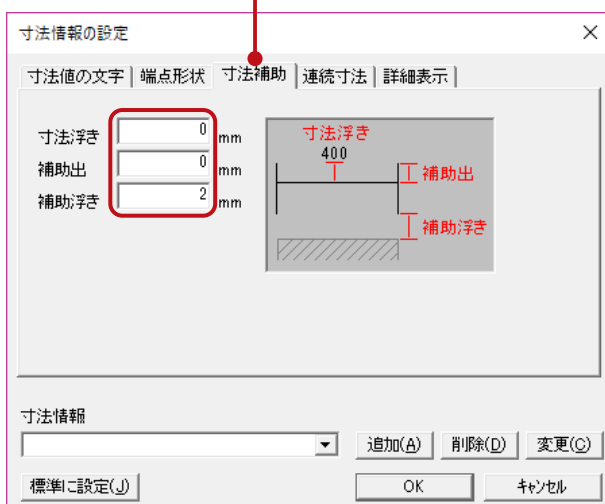 寸法情報の設定
寸法値の文字 端点形状 寸法補助 連続寸法 詳細表示
寸法浮き 0 mm
補助出 0 mm
補助浮き 2 mm
寸法浮き
400
補助出
補助浮き
寸法情報
追加(A) 削除(D) 変更(C)
標準に設定(J) OK キャンセル